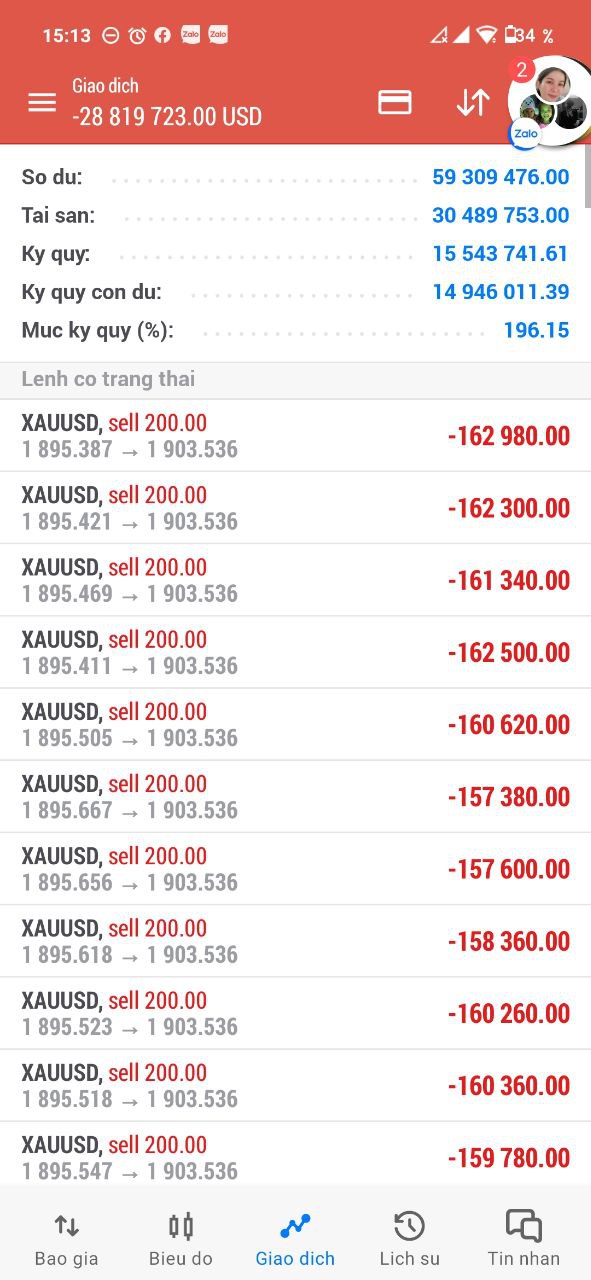 15:13 Zalo Zalo 34 %
Giao dich
-28 819 723.00 USD
2
Zalo
So du: 59 309 476.00
Tai san: 30 489 753.00
Ky quy: 15 543 741.61
Ky quy con du: 14 946 011.39
Muc ky quy (%): 196.15
Lenh co trang thai
XAUUSD, sell 200.00
1 895.387 → 1 903.536
-162 980.00
XAUUSD, sell 200.00
1 895.421 → 1 903.536
-162 300.00
XAUUSD, sell 200.00
1 895.469 → 1 903.536
-161 340.00
XAUUSD, sell 200.00
1 895.411 → 1 903.536
-162 500.00
XAUUSD, sell 200.00
1 895.505 → 1 903.536
-160 620.00
XAUUSD, sell 200.00
1 895.667 → 1 903.536
-157 380.00
XAUUSD, sell 200.00
1 895.656 → 1 903.536
-157 600.00
XAUUSD, sell 200.00
1 895.618 → 1 903.536
-158 360.00
XAUUSD, sell 200.00
1 895.523 → 1 903.536
-160 260.00
XAUUSD, sell 200.00
1 895.518 → 1 903.536
-160 360.00
XAUUSD, sell 200.00
1 895.547 → 1 903.536
-159 780.00
Bao gia Bieu do Giao dich Lich su Tin nhan